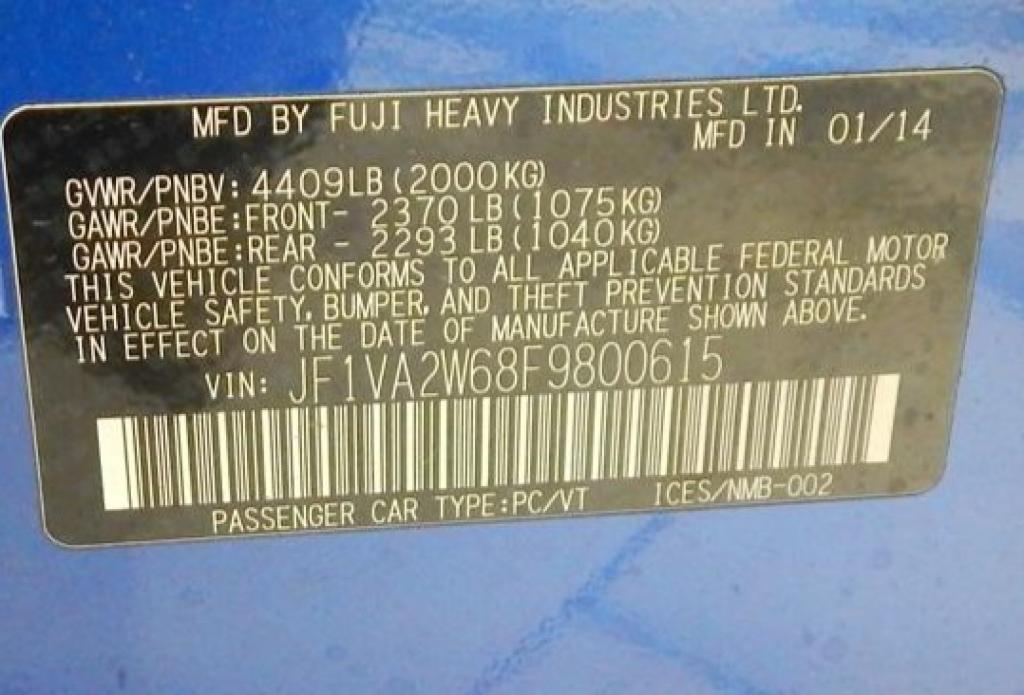 MFD BY FUJI HEAVY INDUSTRIES LTD.
MFD IN 01/14
GVWR/PNBV: 4409LB (2000KG)
GAWR/PNBE:FRONT- 2370 LB (1075KG)
GAWR/PNBE:REAR - 2293 LB (1040KG)
THIS VEHICLE CONFORMS TO ALL APPLICABLE FEDERAL MOTOR
VEHICLE SAFETY, BUMPER, AND THEFT PREVENTION STANDARDS
IN EFFECT ON THE DATE OF MANUFACTURE SHOWN ABOVE.
VIN: JF1VA2W68F9800615
PASSENGER CAR TYPE:PC/VT ICES/NMB-002